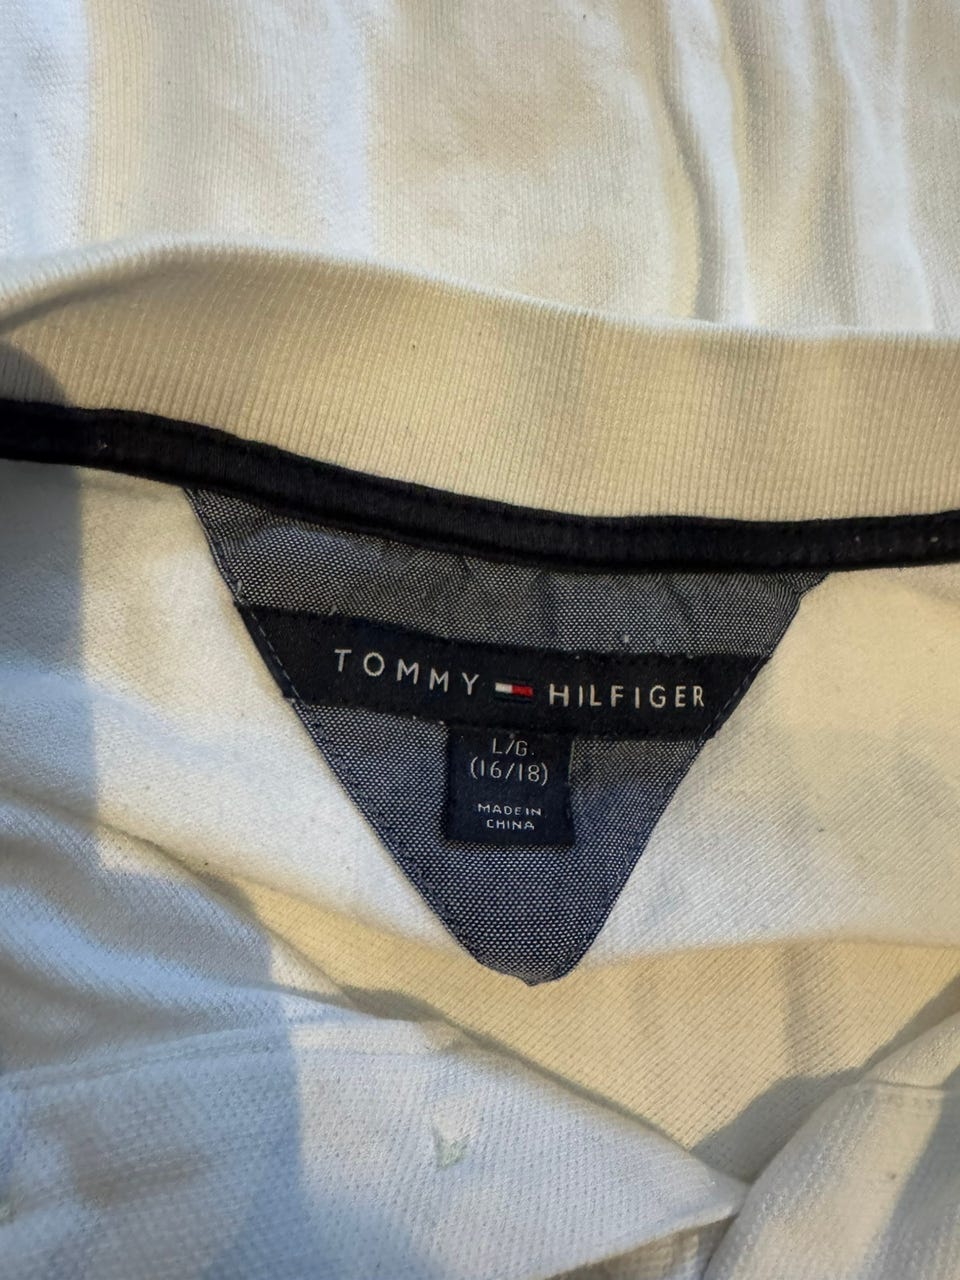 TOMMY HILFIGER
L/G.
(16/18)
MADE IN
CHINA